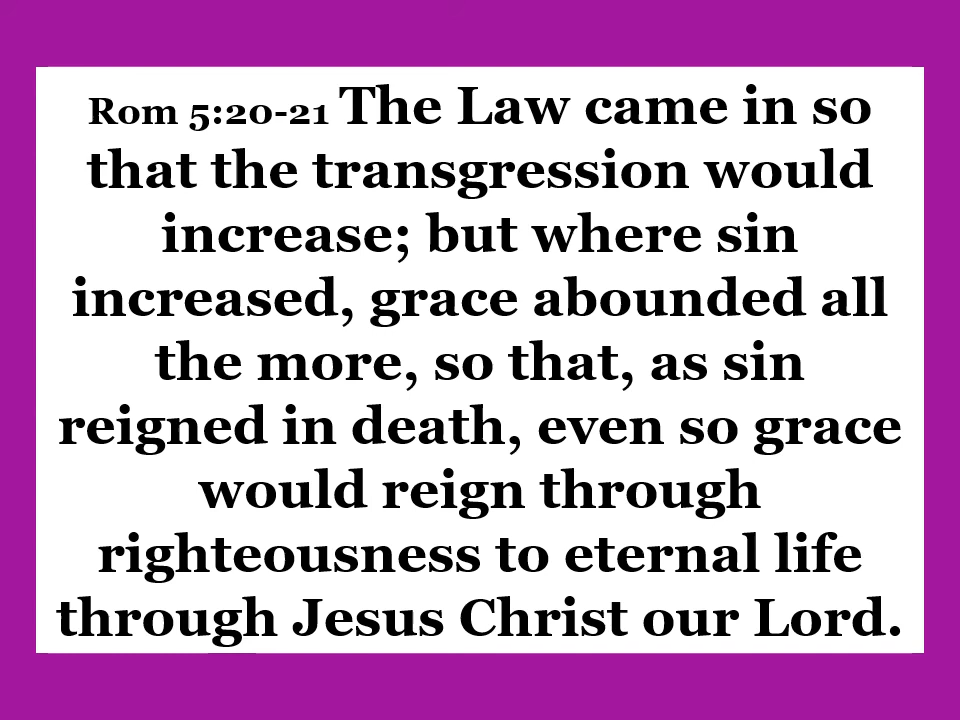 Rom 5:20-21 The Law came in so
that the transgression would
increase; but where sin
increased, grace abounded all
the more, so that, as sin
reigned in death, even so grace
would reign through
righteousness to eternal life
through Jesus Christ our Lord.